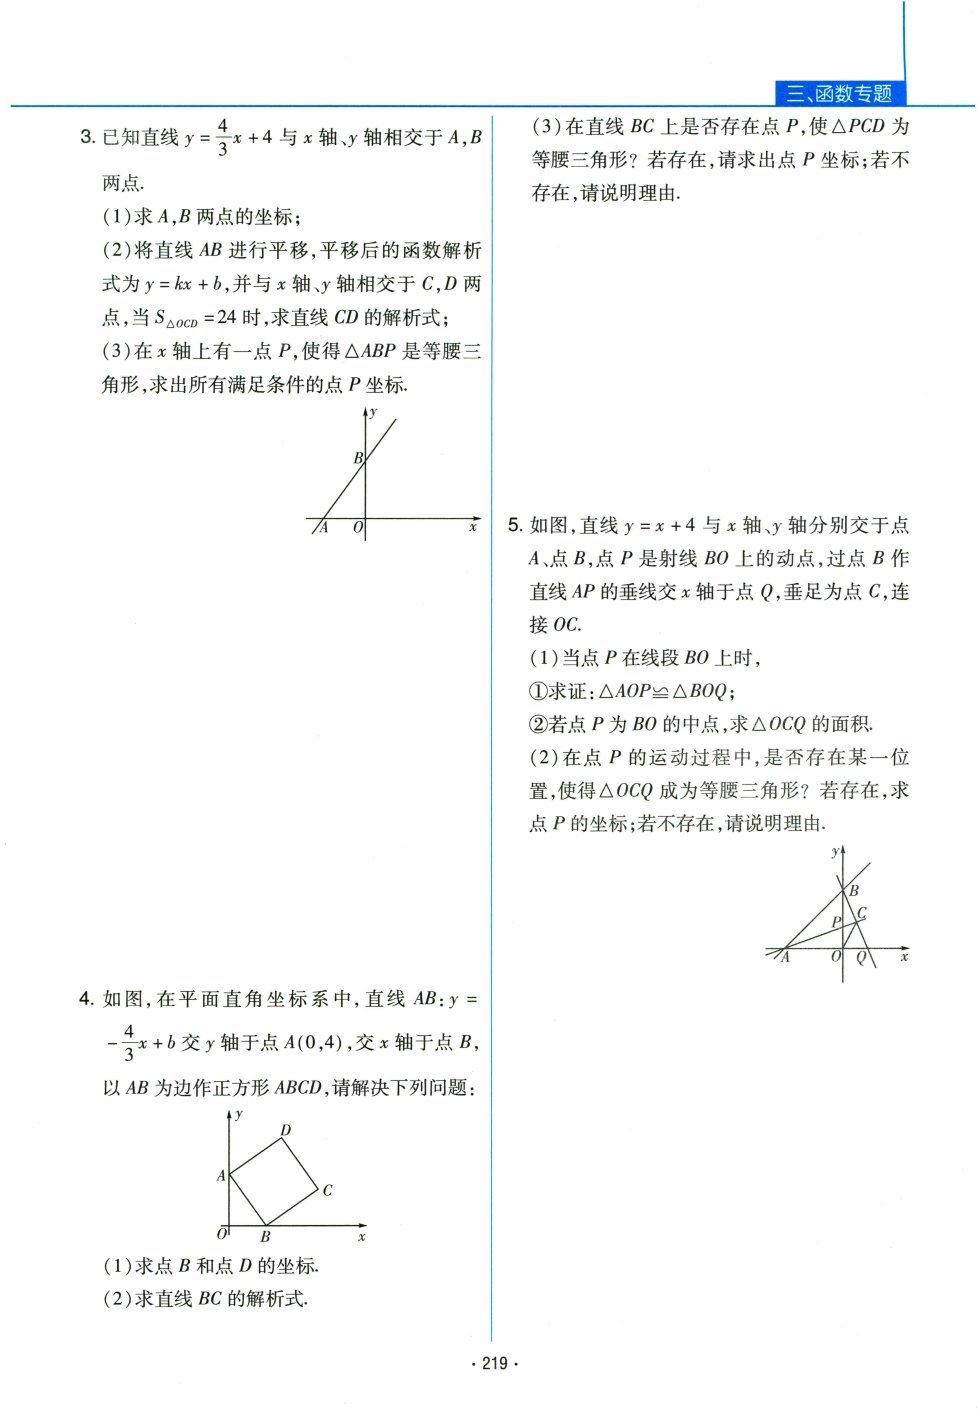 三、函数专题
3. 已知直线 y = 4/3 x + 4 与 x 轴、y 轴相交于 A,B
两点.
(1)求 A,B 两点的坐标;
(2)将直线 AB 进行平移,平移后的函数解析
式为 y = kx + b,并与 x 轴、y 轴相交于 C,D 两
点,当 S△OCD = 24 时,求直线 CD 的解析式;
(3)在 x 轴上有一点 P,使得△ABP 是等腰三
角形,求出所有满足条件的点 P 坐标.
y
B
A
O
x
4. 如图,在平面直角坐标系中,直线 AB:y =
- 4/3 x + b 交 y 轴于点 A(0,4),交 x 轴于点 B,
以 AB 为边作正方形 ABCD,请解决下列问题:
y
D
A
C
O
B
x
(1)求点 B 和点 D 的坐标.
(2)求直线 BC 的解析式.
(3)在直线 BC 上是否存在点 P,使△PCD 为
等腰三角形? 若存在,请求出点 P 坐标;若不
存在,请说明理由.
5. 如图,直线 y = x + 4 与 x 轴、y 轴分别交于点
A、点 B,点 P 是射线 BO 上的动点,过点 B 作
直线 AP 的垂线交 x 轴于点 Q,垂足为点 C,连
接 OC.
(1)当点 P 在线段 BO 上时,
①求证:△AOP≌△BOQ;
②若点 P 为 BO 的中点,求△OCQ 的面积.
(2)在点 P 的运动过程中,是否存在某一位
置,使得△OCQ 成为等腰三角形? 若存在,求
点 P 的坐标;若不存在,请说明理由.
y
B
P
C
A
O
Q
x
· 219 ·